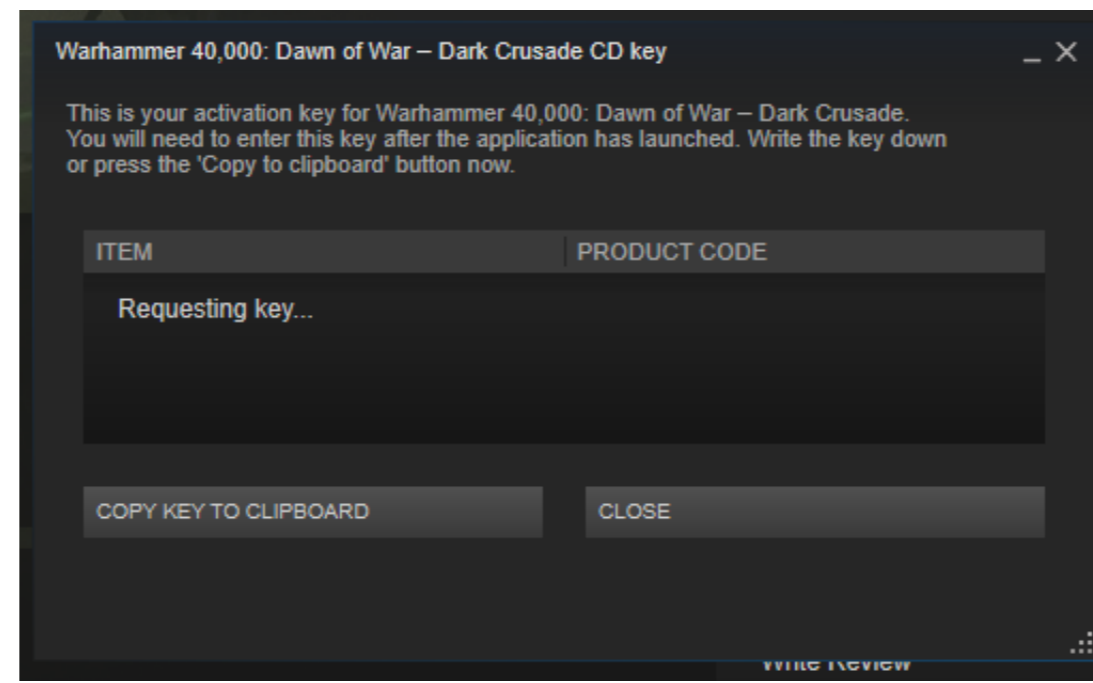 Warhammer 40,000: Dawn of War – Dark Crusade CD key
This is your activation key for Warhammer 40,000: Dawn of War – Dark Crusade.
You will need to enter this key after the application has launched. Write the key down
or press the 'Copy to clipboard' button now.
ITEM PRODUCT CODE
Requesting key...
COPY KEY TO CLIPBOARD CLOSE
Write Review